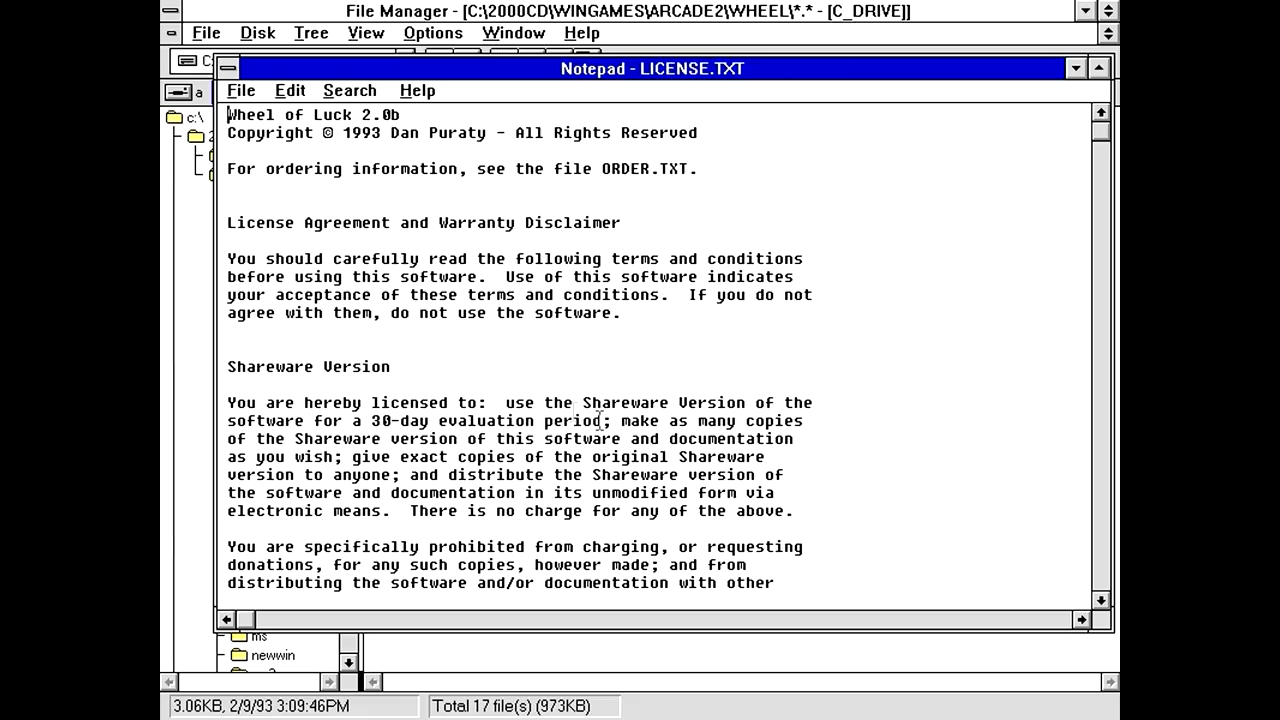 File Manager - [C:\2000CD\WINGAMES\ARCADE2\WHEEL\*.* - [C_DRIVE]]
File Disk Tree View Options Window Help
Notepad - LICENSE.TXT
File Edit Search Help
a
c:\
Wheel of Luck 2.0b
Copyright © 1993 Dan Puraty - All Rights Reserved
For ordering information, see the file ORDER.TXT.
License Agreement and Warranty Disclaimer
You should carefully read the following terms and conditions
before using this software.  Use of this software indicates
your acceptance of these terms and conditions.  If you do not
agree with them, do not use the software.
Shareware Version
You are hereby licensed to:  use the Shareware Version of the
software for a 30-day evaluation period; make as many copies
of the Shareware version of this software and documentation
as you wish; give exact copies of the original Shareware
version to anyone; and distribute the Shareware version of
the software and documentation in its unmodified form via
electronic means.  There is no charge for any of the above.
You are specifically prohibited from charging, or requesting
donations, for any such copies, however made; and from
distributing the software and/or documentation with other
ms
newwin
3.06KB, 2/9/93 3:09:46PM
Total 17 file(s) (973KB)